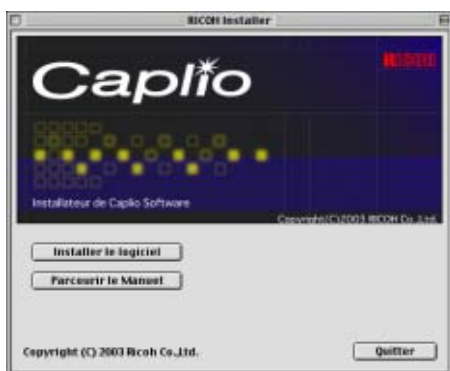 RICOH Installer
RICOH
Caplio
Installateur de Caplio Software
Copyright(C)2003 RICOH Co.,Ltd.
Installer le logiciel
Parcourir le Manuel
Copyright (C) 2003 Ricoh Co.,Ltd.
Quitter